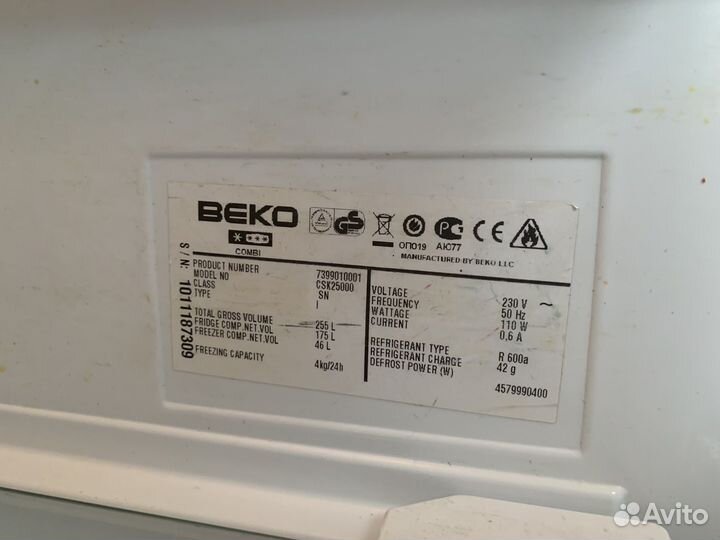 BEKO
COMBI
ОП019 АЮ77
MANUFACTURED BY BEKO LLC
S/N: 1011187309
PRODUCT NUMBER 7399010001
MODEL NO CSK25000
CLASS SN
TYPE I
TOTAL GROSS VOLUME 255 L
FRIDGE COMP.NET.VOL 175 L
FREEZER COMP.NET.VOL 46 L
FREEZING CAPACITY 4kg/24h
VOLTAGE 230 V ~
FREQUENCY 50 Hz
WATTAGE 110 W
CURRENT 0,6 A
REFRIGERANT TYPE R 600a
REFRIGERANT CHARGE 42 g
DEFROST POWER (W)
4579990400
Avito